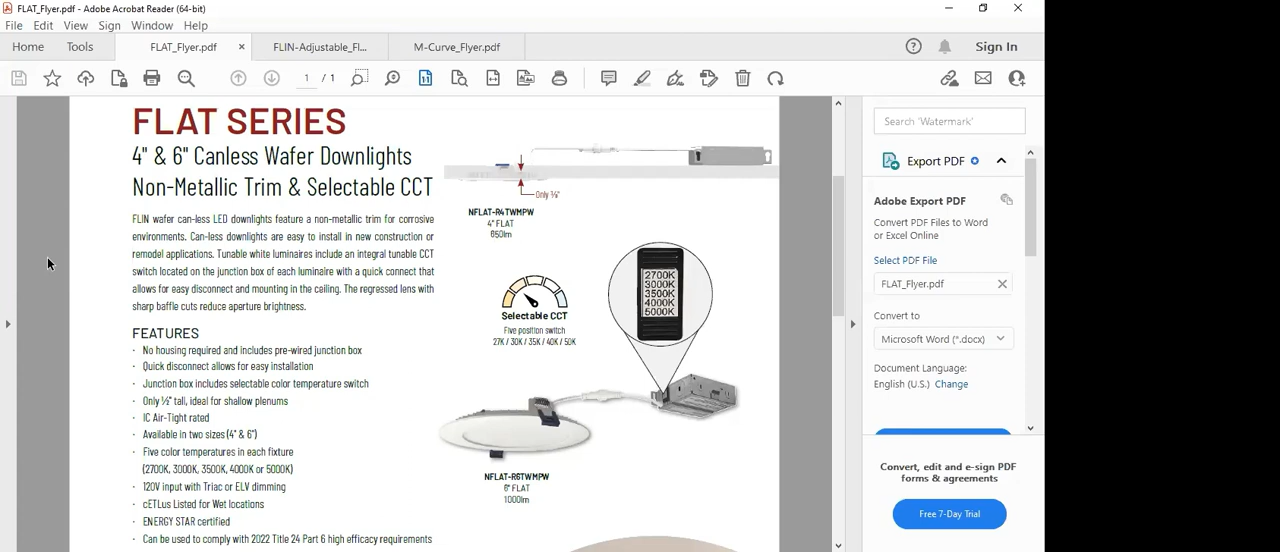 FLAT_Flyer.pdf - Adobe Acrobat Reader (64-bit)
File Edit View Sign Window Help
Home Tools FLAT_Flyer.pdf × FLIN-Adjustable_Fl... M-Curve_Flyer.pdf Sign In
1 / 1
FLAT SERIES
4" & 6" Canless Wafer Downlights
Non-Metallic Trim & Selectable CCT
FLIN wafer can-less LED downlights feature a non-metallic trim for corrosive
environments. Can-less downlights are easy to install in new construction or
remodel applications. Tunable white luminaires include an integral tunable CCT
switch located on the junction box of each luminaire with a quick connect that
allows for easy disconnect and mounting in the ceiling. The regressed lens with
sharp baffle cuts reduce aperture brightness.
FEATURES
· No housing required and includes pre-wired junction box
· Quick disconnect allows for easy installation
· Junction box includes selectable color temperature switch
· Only ½" tall, ideal for shallow plenums
· IC Air-Tight rated
· Available in two sizes (4" & 6")
· Five color temperatures in each fixture
(2700K, 3000K, 3500K, 4000K or 5000K)
· 120V input with Triac or ELV dimming
· cETLus Listed for Wet locations
· ENERGY STAR certified
· Can be used to comply with 2022 Title 24 Part 6 high efficacy requirements
Only
NFLAT-R4TWMPW
4" FLAT
650lm
Selectable CCT
Five position switch
27K / 30K / 35K / 40K / 50K
2700K
3000K
3500K
4000K
5000K
NFLAT-R6TWMPW
6" FLAT
1000lm
Search 'Watermark'
Export PDF
Adobe Export PDF
Convert PDF Files to Word
or Excel Online
Select PDF File
FLAT_Flyer.pdf ×
Convert to
Microsoft Word (*.docx)
Document Language:
English (U.S.) Change
Convert, edit and e-sign PDF
forms & agreements
Free 7-Day Trial